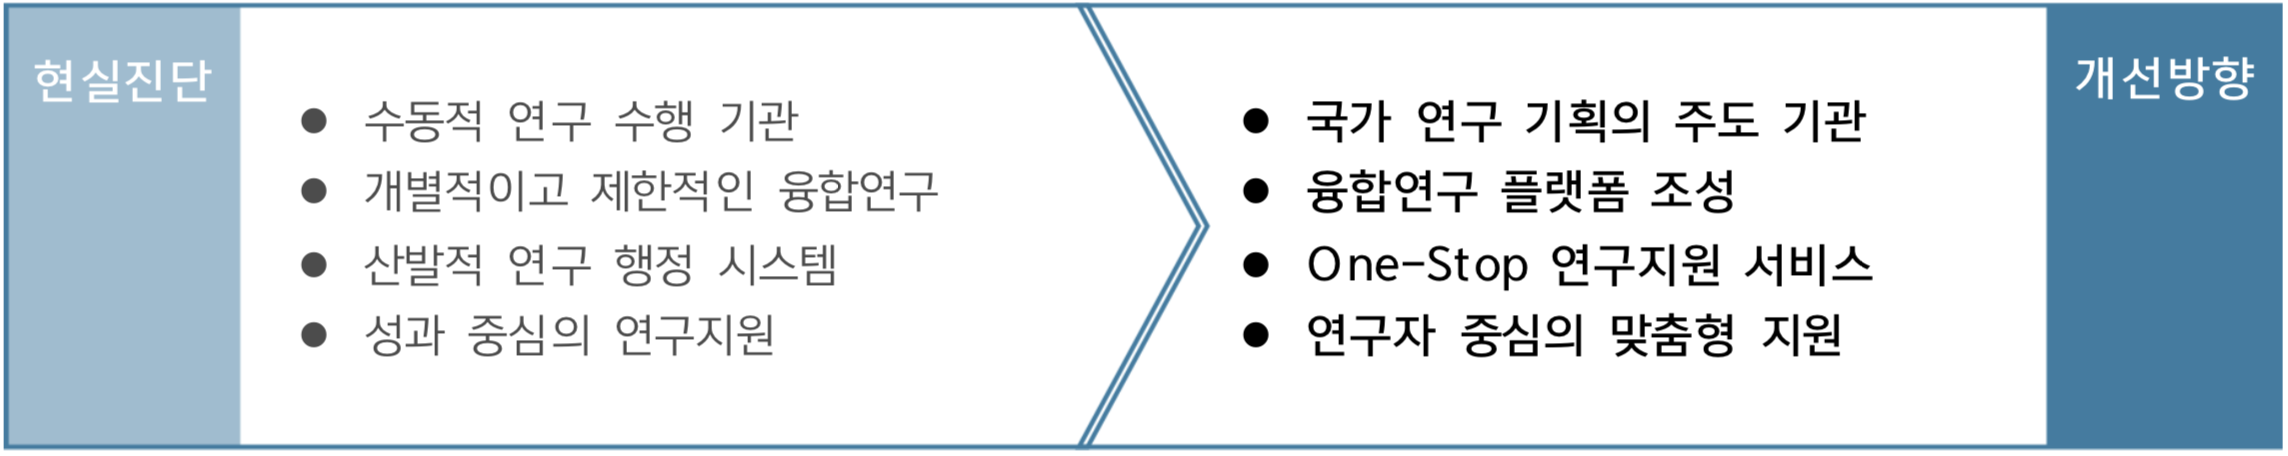 현실진단
● 수동적 연구 수행 기관
● 개별적이고 제한적인 융합연구
● 산발적 연구 행정 시스템
● 성과 중심의 연구지원
● 국가 연구 기획의 주도 기관
● 융합연구 플랫폼 조성
● One-Stop 연구지원 서비스
● 연구자 중심의 맞춤형 지원
개선방향